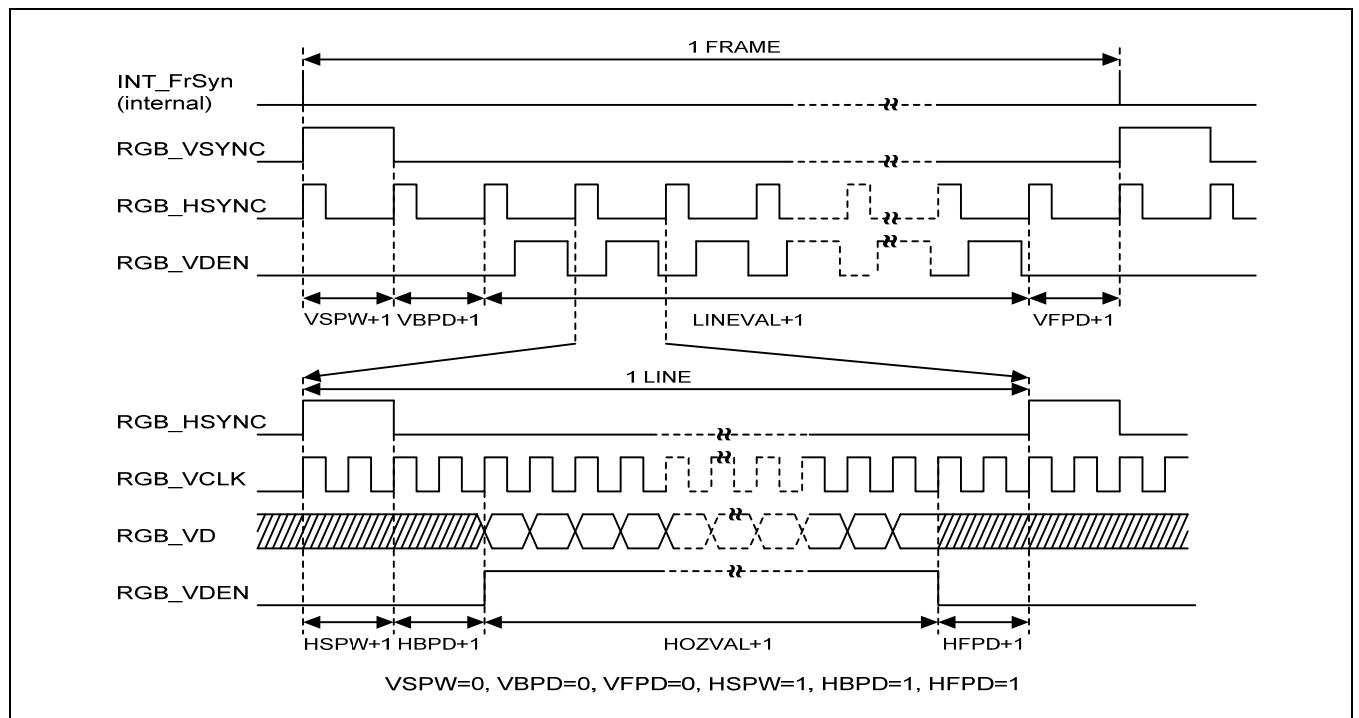 1 FRAME
INT_FrSyn
(internal)
RGB_VSYNC
RGB_HSYNC
RGB_VDEN
VSPW+1 VBPD+1 LINEVAL+1 VFPD+1
1 LINE
RGB_HSYNC
RGB_VCLK
RGB_VD
RGB_VDEN
HSPW+1 HBPD+1 HOZVAL+1 HFPD+1
VSPW=0, VBPD=0, VFPD=0, HSPW=1, HBPD=1, HFPD=1